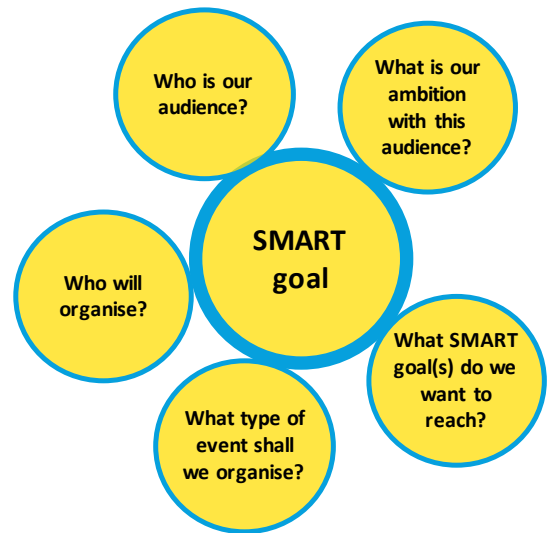 Who is our
audience?
What is our
ambition
with this
audience?
SMART
goal
Who will
organise?
What SMART
goal(s) do we
want to
reach?
What type of
event shall
we organise?